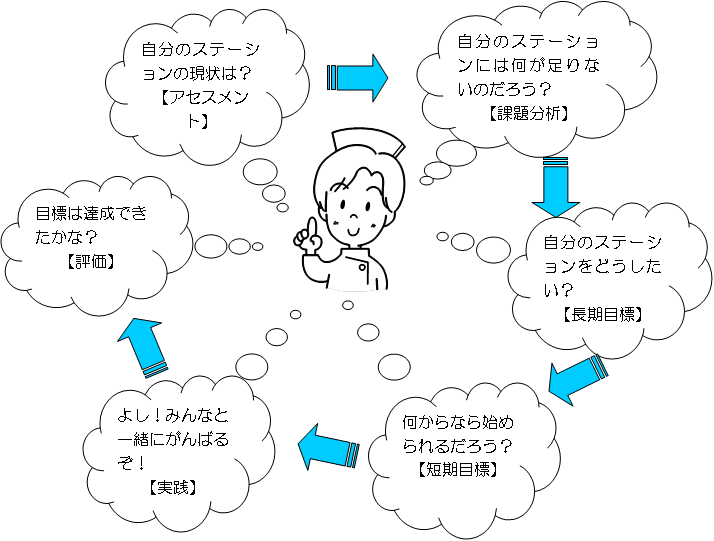 自分のステーシ
ョンの現状は？
【アセスメン
ト】
自分のステーショ
ンには何が足りな
いのだろう？
【課題分析】
自分のステーシ
ョンをどうした
い？
【長期目標】
何からなら始め
られるだろう？
【短期目標】
よし！みんなと
一緒にがんばる
ぞ！
【実践】
目標は達成でき
たかな？
【評価】